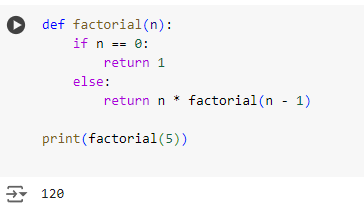 def factorial(n):
    if n == 0:
        return 1
    else:
        return n * factorial(n - 1)

print(factorial(5))

120